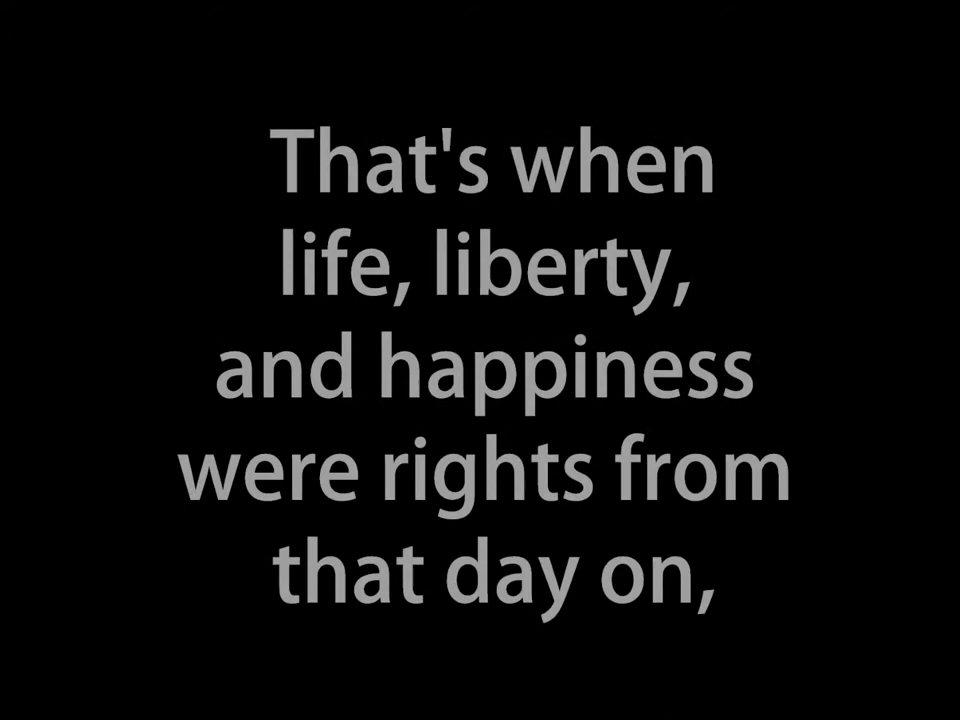 That's when
life, liberty,
and happiness
were rights from
that day on,